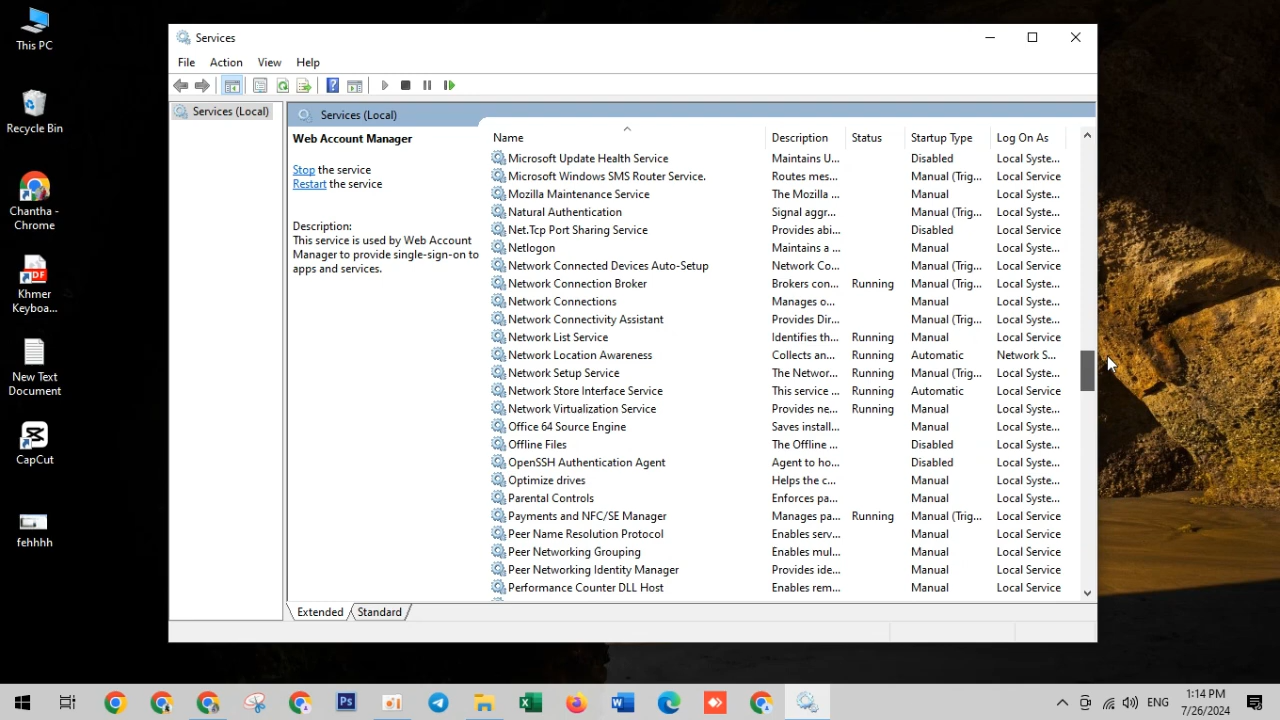 This PC
Recycle Bin
Chantha -
Chrome
PDF
Khmer
Keyboa...
New Text
Document
CapCut
fehhhh
Services
File Action View Help
Services (Local)
Services (Local)
Web Account Manager
Stop the service
Restart the service
Description:
This service is used by Web Account
Manager to provide single-sign-on to
apps and services.
Name Description Status Startup Type Log On As
Microsoft Update Health Service Maintains U... Disabled Local Syste...
Microsoft Windows SMS Router Service. Routes mes... Manual (Trig... Local Service
Mozilla Maintenance Service The Mozilla ... Manual Local Syste...
Natural Authentication Signal aggr... Manual (Trig... Local Syste...
Net.Tcp Port Sharing Service Provides abi... Disabled Local Service
Netlogon Maintains a ... Manual Local Syste...
Network Connected Devices Auto-Setup Network Co... Manual (Trig... Local Service
Network Connection Broker Brokers con... Running Manual (Trig... Local Syste...
Network Connections Manages o... Manual Local Syste...
Network Connectivity Assistant Provides Dir... Manual (Trig... Local Syste...
Network List Service Identifies th... Running Manual Local Service
Network Location Awareness Collects an... Running Automatic Network S...
Network Setup Service The Networ... Running Manual (Trig... Local Syste...
Network Store Interface Service This service ... Running Automatic Local Service
Network Virtualization Service Provides ne... Running Manual Local Syste...
Office 64 Source Engine Saves install... Manual Local Syste...
Offline Files The Offline ... Disabled Local Syste...
OpenSSH Authentication Agent Agent to ho... Disabled Local Syste...
Optimize drives Helps the c... Manual Local Syste...
Parental Controls Enforces pa... Manual Local Syste...
Payments and NFC/SE Manager Manages pa... Running Manual (Trig... Local Service
Peer Name Resolution Protocol Enables serv... Manual Local Service
Peer Networking Grouping Enables mul... Manual Local Service
Peer Networking Identity Manager Provides ide... Manual Local Service
Performance Counter DLL Host Enables rem... Manual Local Service
Extended Standard
Ps
ENG
1:14 PM
7/26/2024